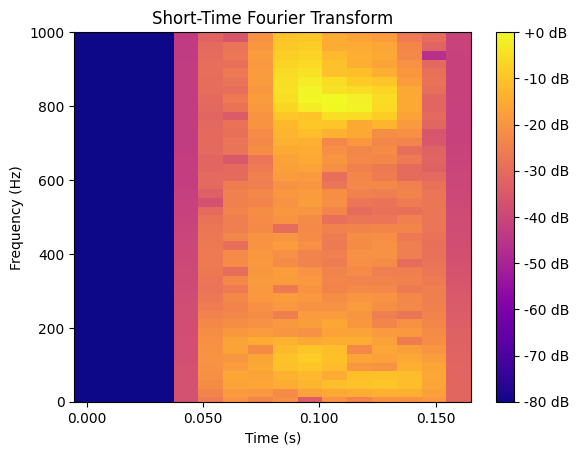 Short-Time Fourier Transform
1000
800
600
400
200
0
Frequency (Hz)
0.000
0.050
0.100
0.150
Time (s)
+0 dB
-10 dB
-20 dB
-30 dB
-40 dB
-50 dB
-60 dB
-70 dB
-80 dB